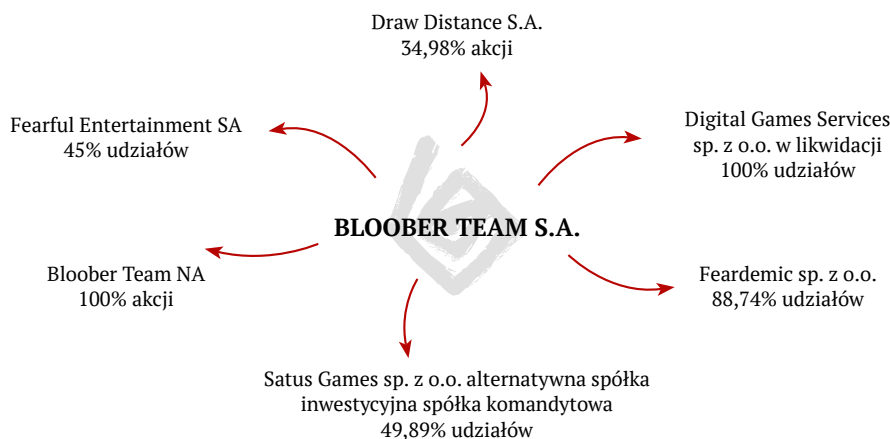 Draw Distance S.A.
34,98% akcji
Fearful Entertainment SA
45% udziałów
Digital Games Services
sp. z o.o. w likwidacji
100% udziałów
BLOOBER TEAM S.A.
Bloober Team NA
100% akcji
Feardemic sp. z o.o.
88,74% udziałów
Satus Games sp. z o.o. alternatywna spółka
inwestycyjna spółka komandytowa
49,89% udziałów